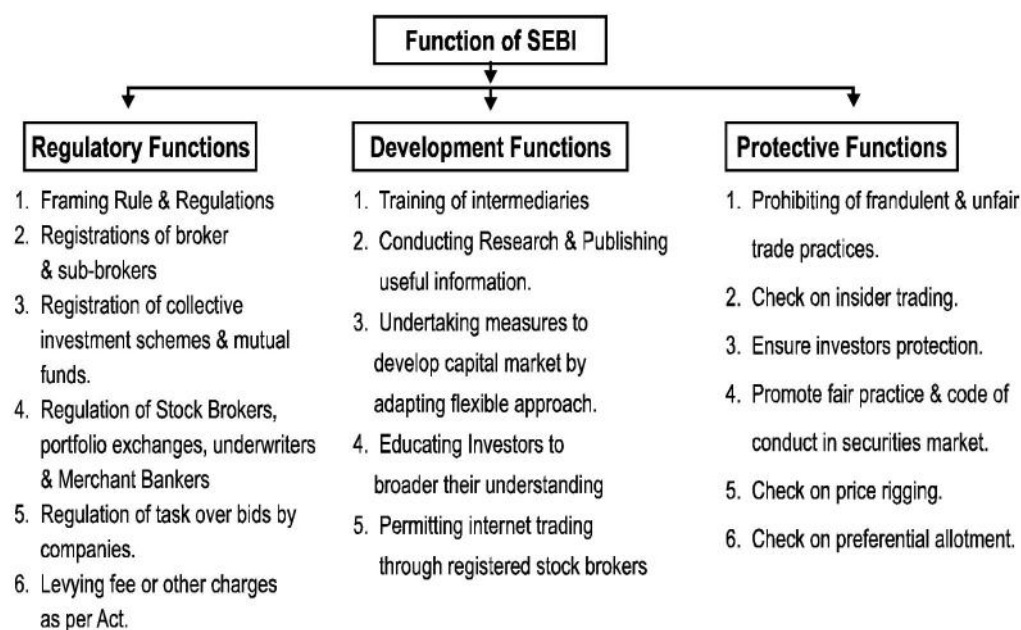 Function of SEBI
Regulatory Functions
1. Framing Rule & Regulations
2. Registrations of broker
& sub-brokers
3. Registration of collective
investment schemes & mutual
funds.
4. Regulation of Stock Brokers,
portfolio exchanges, underwriters
& Merchant Bankers
5. Regulation of task over bids by
companies.
6. Levying fee or other charges
as per Act.
Development Functions
1. Training of intermediaries
2. Conducting Research & Publishing
useful information.
3. Undertaking measures to
develop capital market by
adapting flexible approach.
4. Educating Investors to
broader their understanding
5. Permitting internet trading
through registered stock brokers
Protective Functions
1. Prohibiting of frandulent & unfair
trade practices.
2. Check on insider trading.
3. Ensure investors protection.
4. Promote fair practice & code of
conduct in securities market.
5. Check on price rigging.
6. Check on preferential allotment.